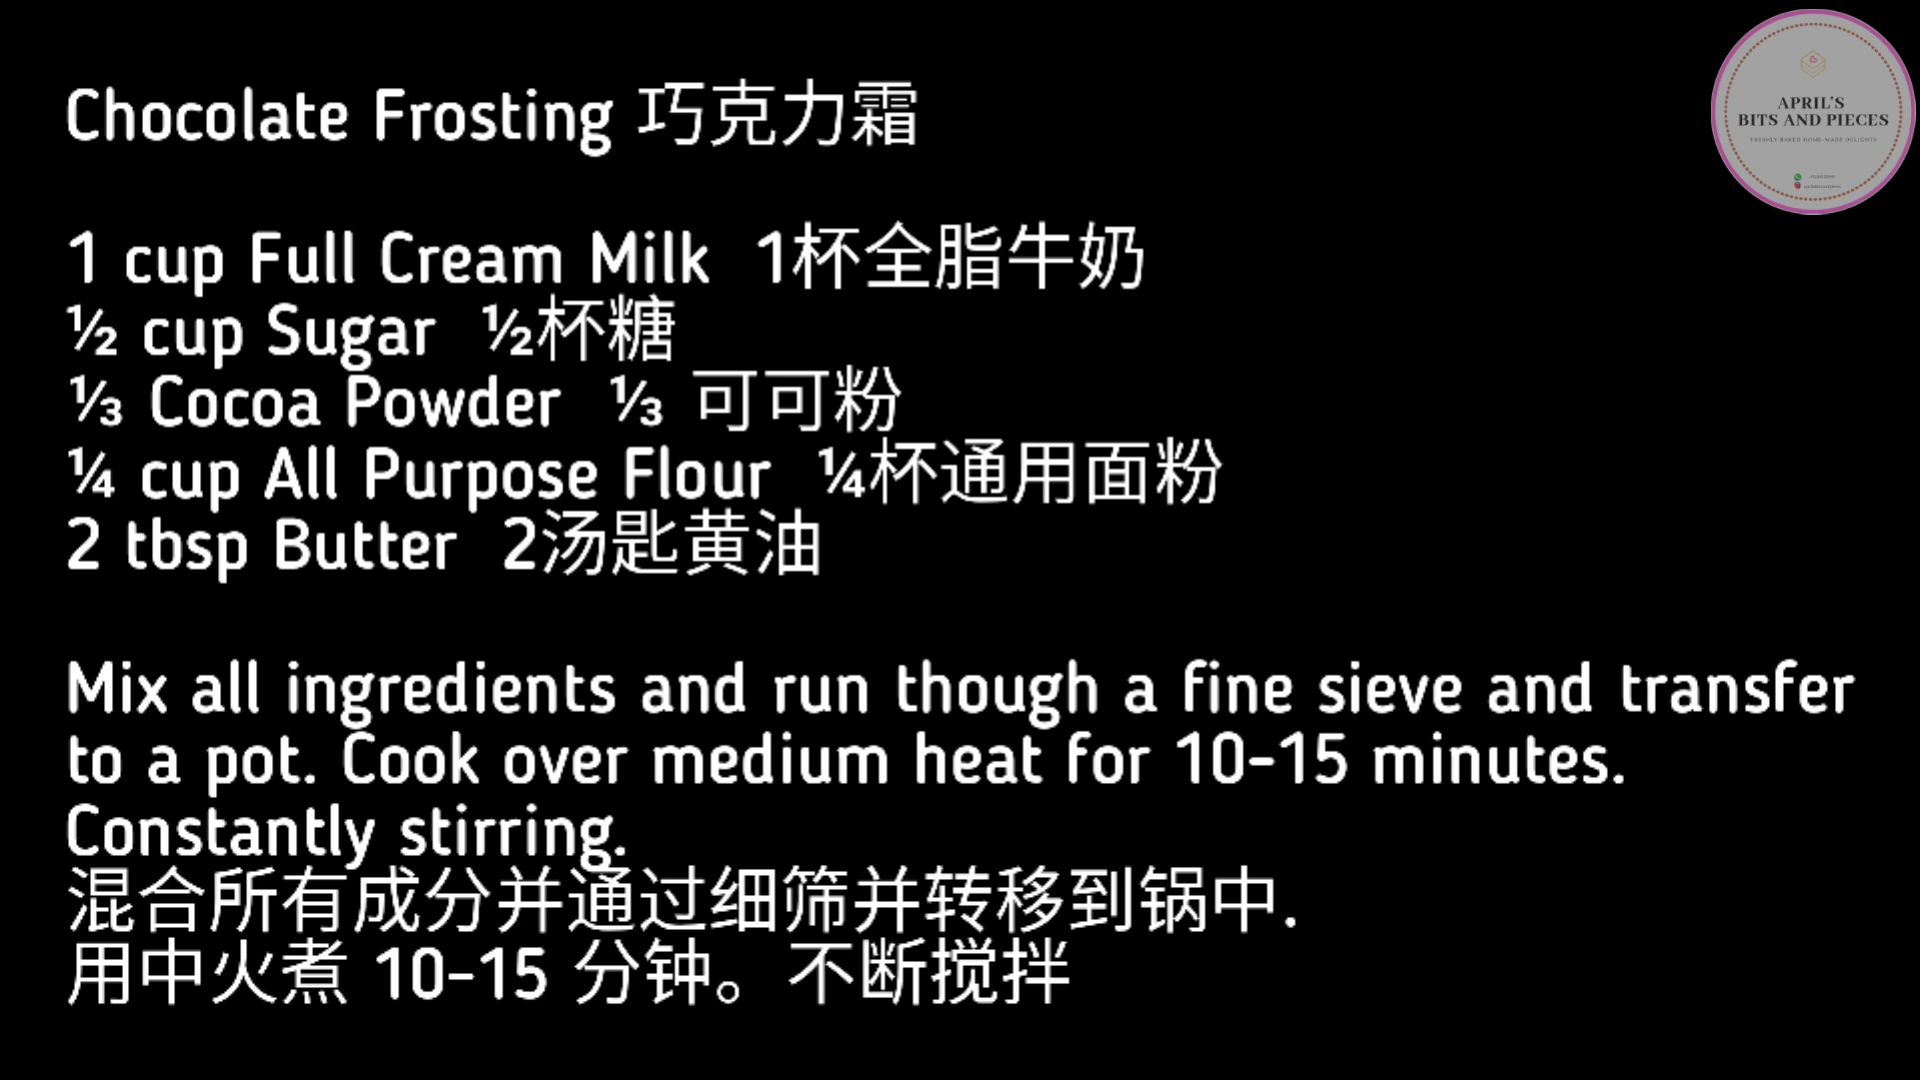 Chocolate Frosting 巧克力霜
1 cup Full Cream Milk 1杯全脂牛奶
½ cup Sugar ½杯糖
⅓ Cocoa Powder ⅓ 可可粉
¼ cup All Purpose Flour ¼杯通用面粉
2 tbsp Butter 2汤匙黄油
Mix all ingredients and run though a fine sieve and transfer
to a pot. Cook over medium heat for 10-15 minutes.
Constantly stirring.
混合所有成分并通过细筛并转移到锅中.
用中火煮 10-15 分钟。不断搅拌
APRIL'S
BITS AND PIECES
FRESHLY BAKED HOME-MADE DELIGHTS